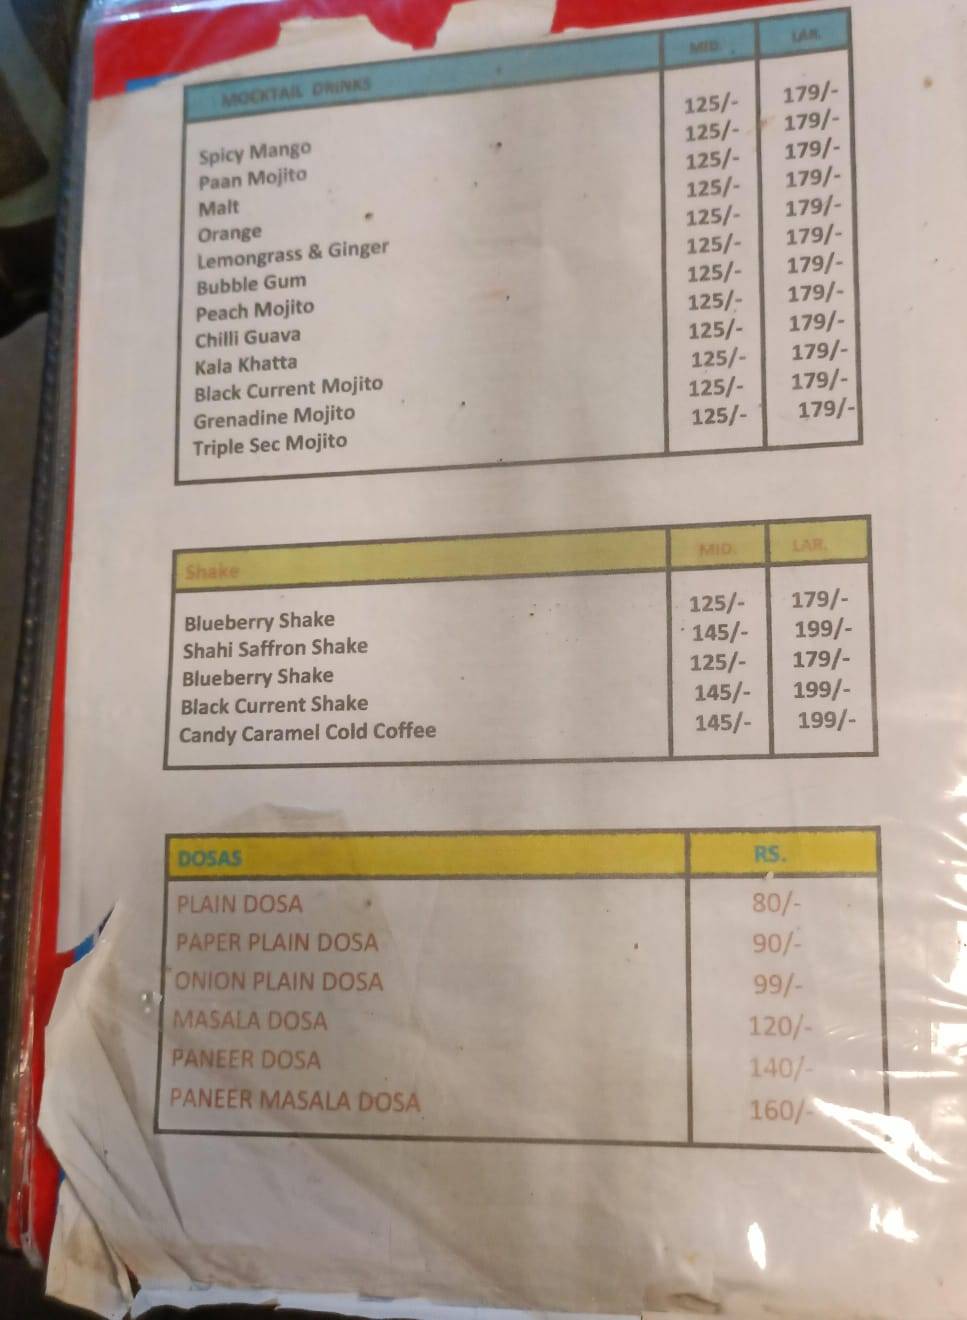 MOCKTAIL DRINKS MID. LAR.
Spicy Mango 125/- 179/-
Paan Mojito 125/- 179/-
Malt 125/- 179/-
Orange 125/- 179/-
Lemongrass & Ginger 125/- 179/-
Bubble Gum 125/- 179/-
Peach Mojito 125/- 179/-
Chilli Guava 125/- 179/-
Kala Khatta 125/- 179/-
Black Current Mojito 125/- 179/-
Grenadine Mojito 125/- 179/-
Triple Sec Mojito 125/- 179/-
Shake MID. LAR.
Blueberry Shake 125/- 179/-
Shahi Saffron Shake 145/- 199/-
Blueberry Shake 125/- 179/-
Black Current Shake 145/- 199/-
Candy Caramel Cold Coffee 145/- 199/-
DOSAS RS.
PLAIN DOSA 80/-
PAPER PLAIN DOSA 90/-
ONION PLAIN DOSA 99/-
MASALA DOSA 120/-
PANEER DOSA 140/-
PANEER MASALA DOSA 160/-